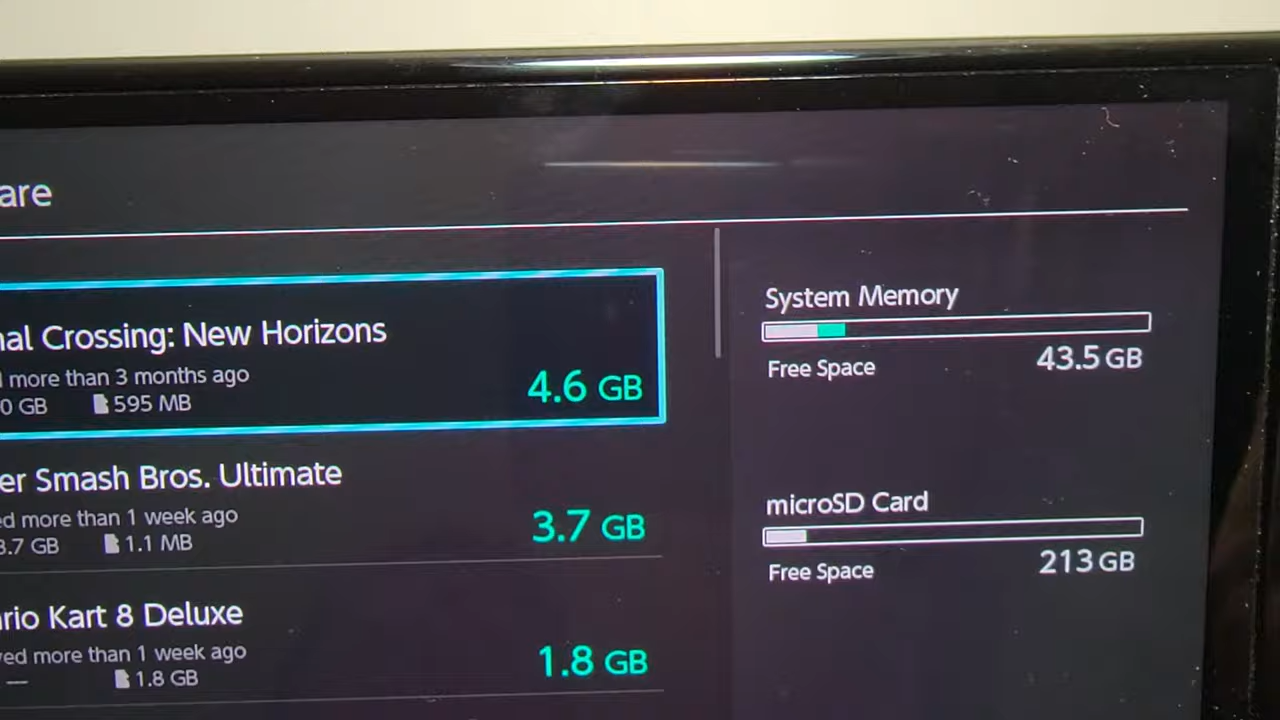 are
nal Crossing: New Horizons
more than 3 months ago
0 GB 595 MB
4.6 GB
er Smash Bros. Ultimate
ed more than 1 week ago
3.7 GB 1.1 MB
3.7 GB
rio Kart 8 Deluxe
yed more than 1 week ago
— 1.8 GB
1.8 GB
System Memory
Free Space 43.5 GB
microSD Card
Free Space 213 GB